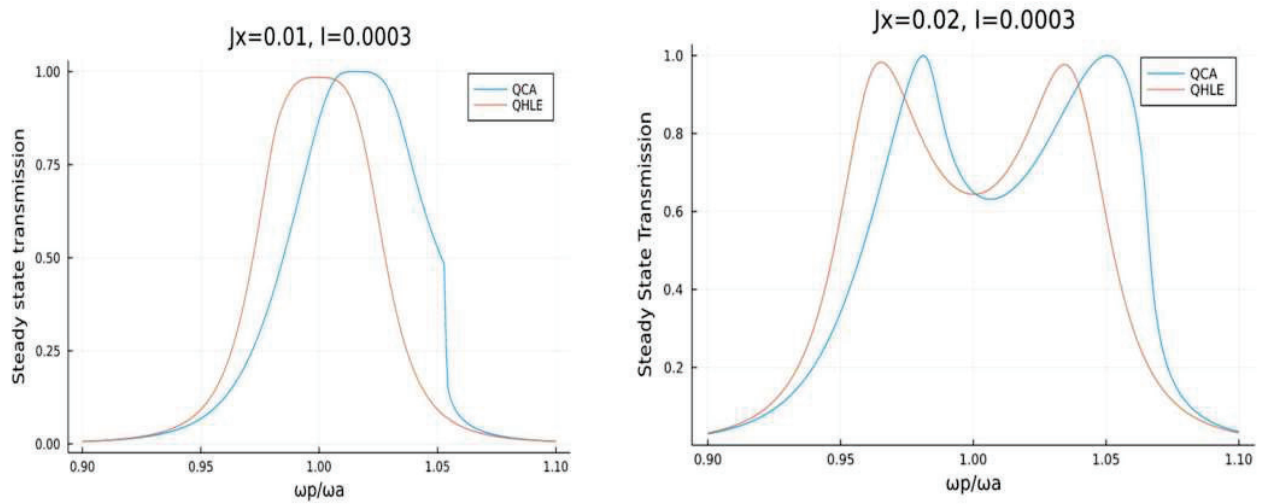 Jx=0.01, I=0.0003
QCA
QHLE
Steady state transmission
1.00
0.75
0.50
0.25
0.00
0.90
0.95
1.00
1.05
1.10
ωp/ωa
Jx=0.02, I=0.0003
QCA
QHLE
Steady State Transmission
1.0
0.8
0.6
0.4
0.2
0.90
0.95
1.00
1.05
1.10
ωp/ωa